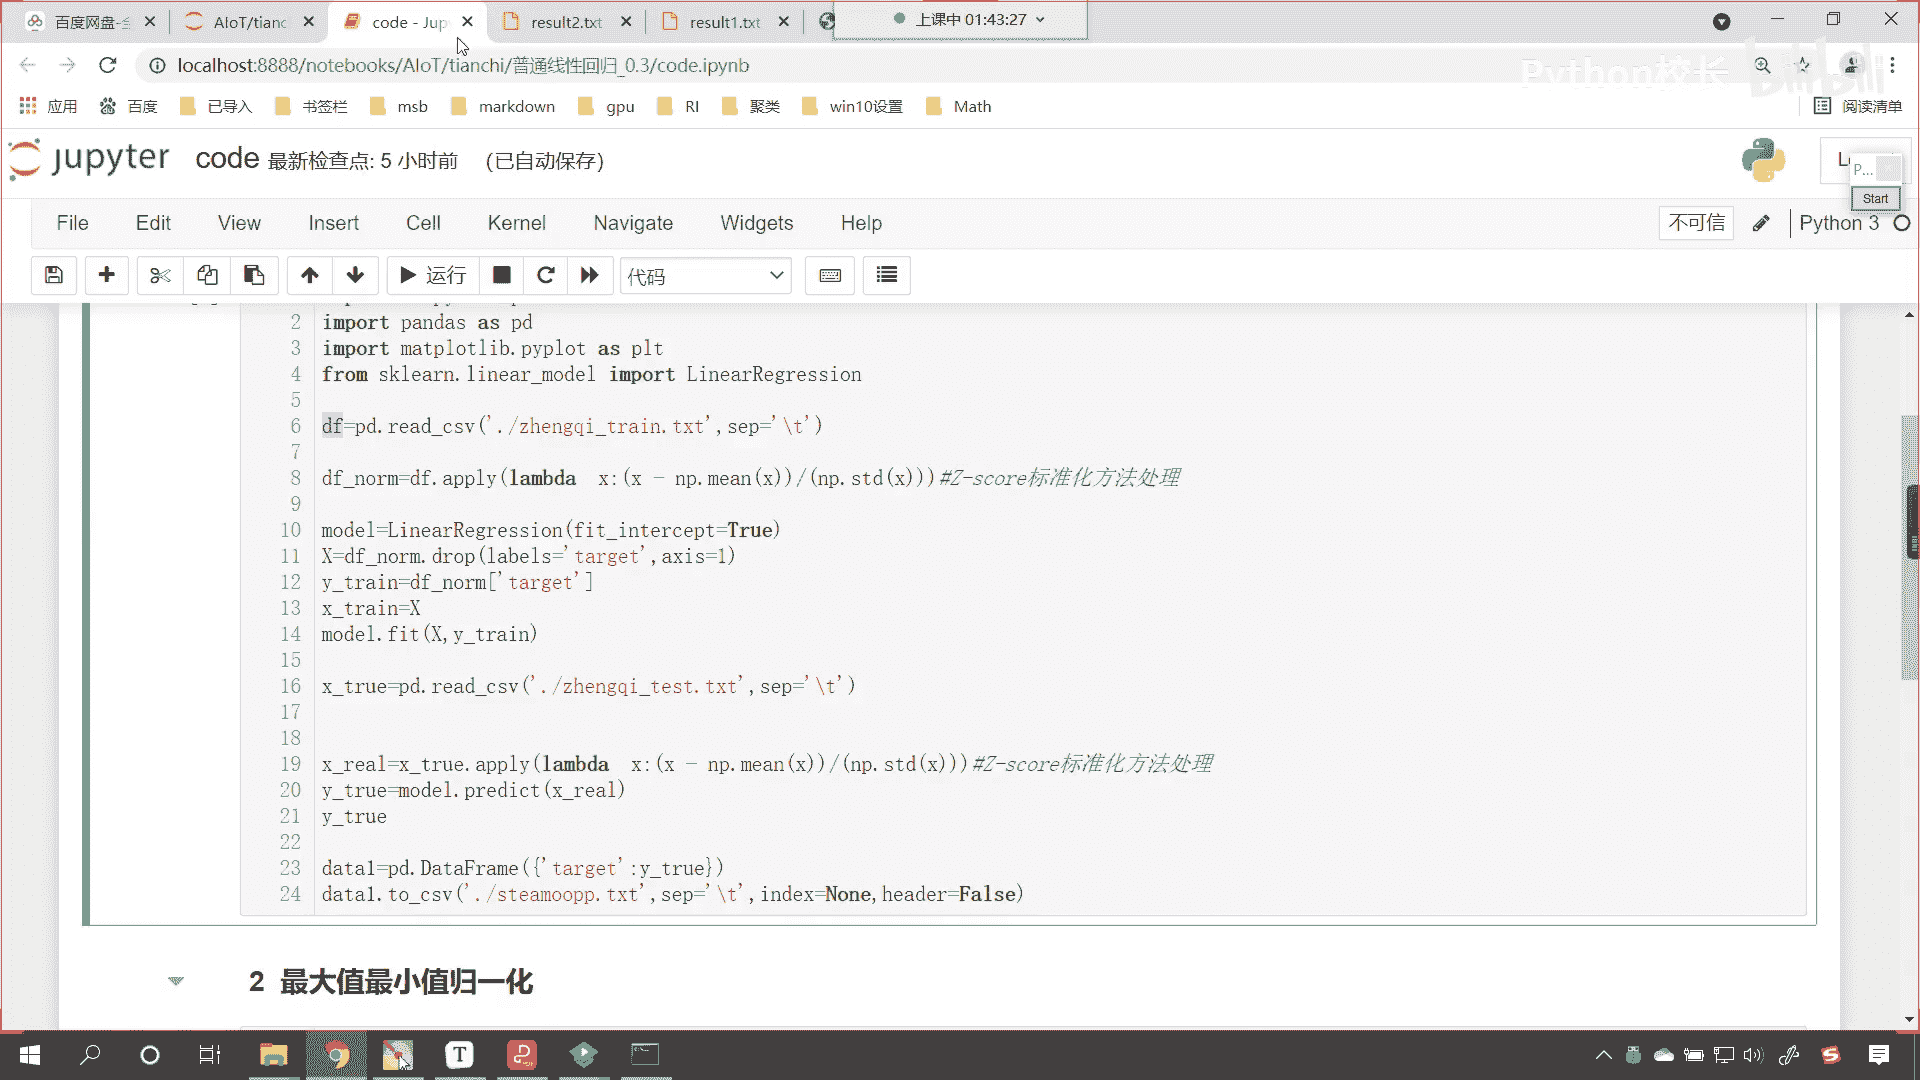 百度网盘-全
AIoT/tianc
code - Jup
result2.txt
result1.txt
上课中 01:43:27
localhost:8888/notebooks/AIoT/tianchi/普通线性回归_0.3/code.ipynb
Python校长
bilibili
应用
百度
已导入
书签栏
msb
markdown
gpu
RI
聚类
win10设置
Math
阅读清单
jupyter
code 最新检查点: 5 小时前 (已自动保存)
P...
Start
File
Edit
View
Insert
Cell
Kernel
Navigate
Widgets
Help
不可信
Python 3
运行
代码
2 import pandas as pd
3 import matplotlib.pyplot as plt
4 from sklearn.linear_model import LinearRegression
5
6 df=pd.read_csv('./zhengqi_train.txt',sep='\t')
7
8 df_norm=df.apply(lambda  x:(x - np.mean(x))/(np.std(x)))#Z-score标准化方法处理
9
10 model=LinearRegression(fit_intercept=True)
11 X=df_norm.drop(labels='target',axis=1)
12 y_train=df_norm['target']
13 x_train=X
14 model.fit(X,y_train)
15
16 x_true=pd.read_csv('./zhengqi_test.txt',sep='\t')
17
18
19 x_real=x_true.apply(lambda  x:(x - np.mean(x))/(np.std(x)))#Z-score标准化方法处理
20 y_true=model.predict(x_real)
21 y_true
22
23 data1=pd.DataFrame({'target':y_true})
24 data1.to_csv('./steamoopp.txt',sep='\t',index=None,header=False)
2 最大值最小值归一化